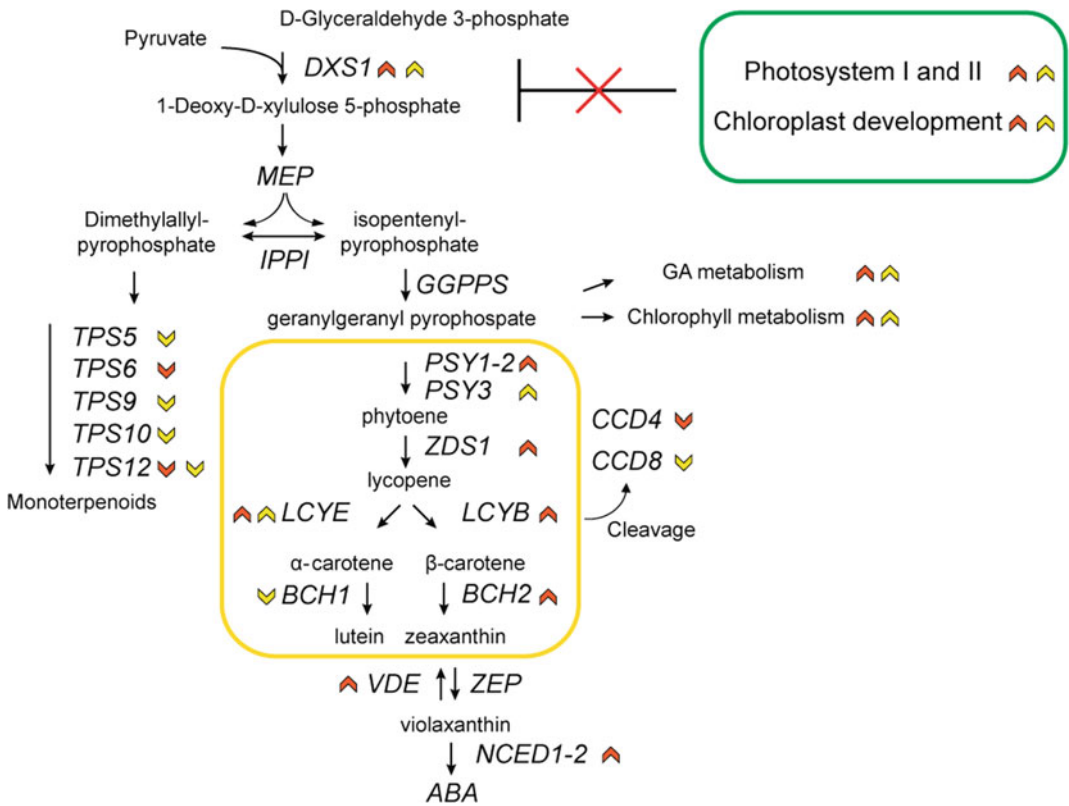 D-Glyceraldehyde 3-phosphate
Pyruvate
DXS1
1-Deoxy-D-xylulose 5-phosphate
Photosystem I and II
Chloroplast development
MEP
Dimethylallyl-
pyrophosphate
IPPI
isopentenyl-
pyrophosphate
GGPPS
geranylgeranyl pyrophospate
GA metabolism
Chlorophyll metabolism
TPS5
TPS6
TPS9
TPS10
TPS12
Monoterpenoids
PSY1-2
PSY3
phytoene
ZDS1
lycopene
LCYE
LCYB
α-carotene
β-carotene
BCH1
BCH2
lutein
zeaxanthin
CCD4
CCD8
Cleavage
VDE
ZEP
violaxanthin
NCED1-2
ABA